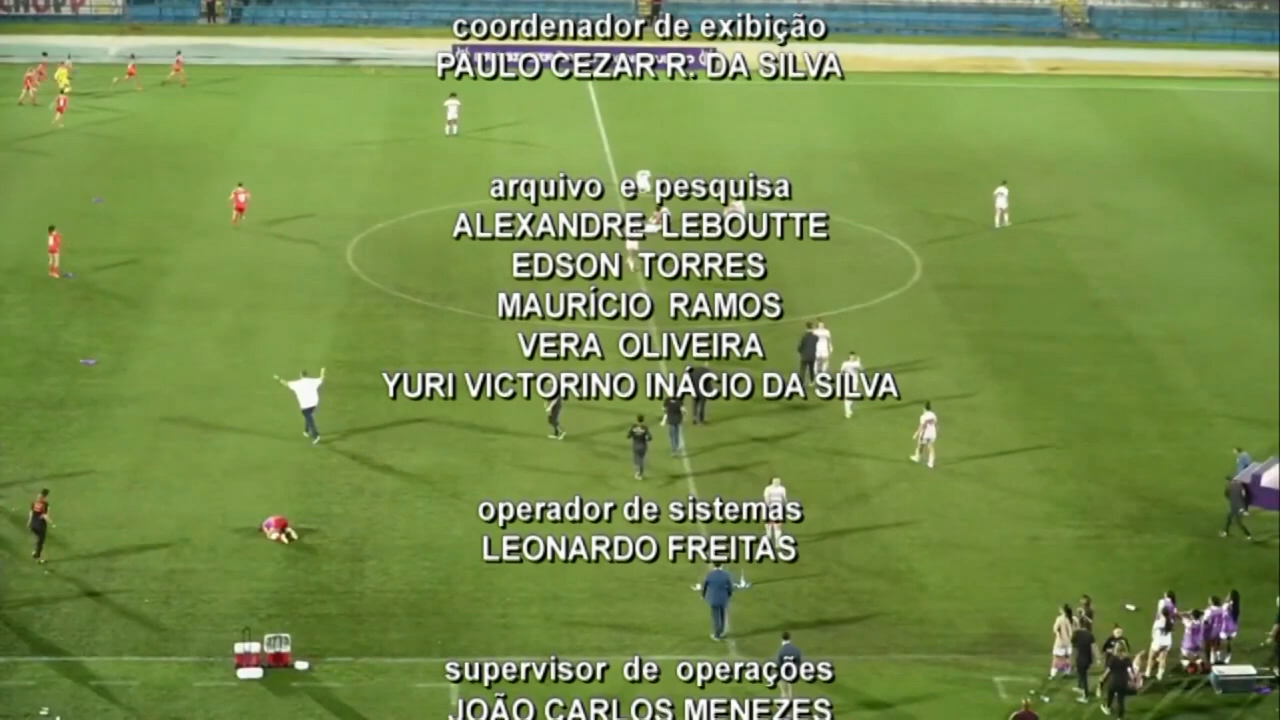 coordenador de exibição
PAULO CEZAR R. DA SILVA
arquivo e pesquisa
ALEXANDRE LEBOUTTE
EDSON TORRES
MAURÍCIO RAMOS
VERA OLIVEIRA
YURI VICTORINO INÁCIO DA SILVA
operador de sistemas
LEONARDO FREITAS
supervisor de operações
JOÃO CARLOS MENEZES